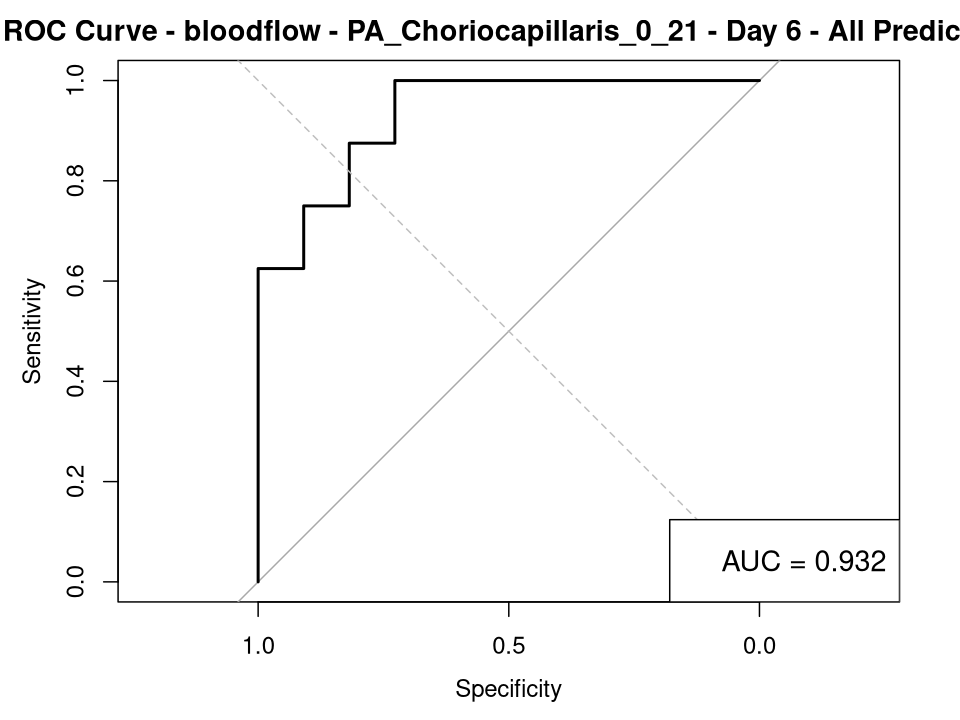 ROC Curve - bloodflow - PA_Choriocapillaris_0_21 - Day 6 - All Predic
1.0
0.8
0.6
0.4
0.2
0.0
Sensitivity
AUC = 0.932
1.0 0.5 0.0
Specificity